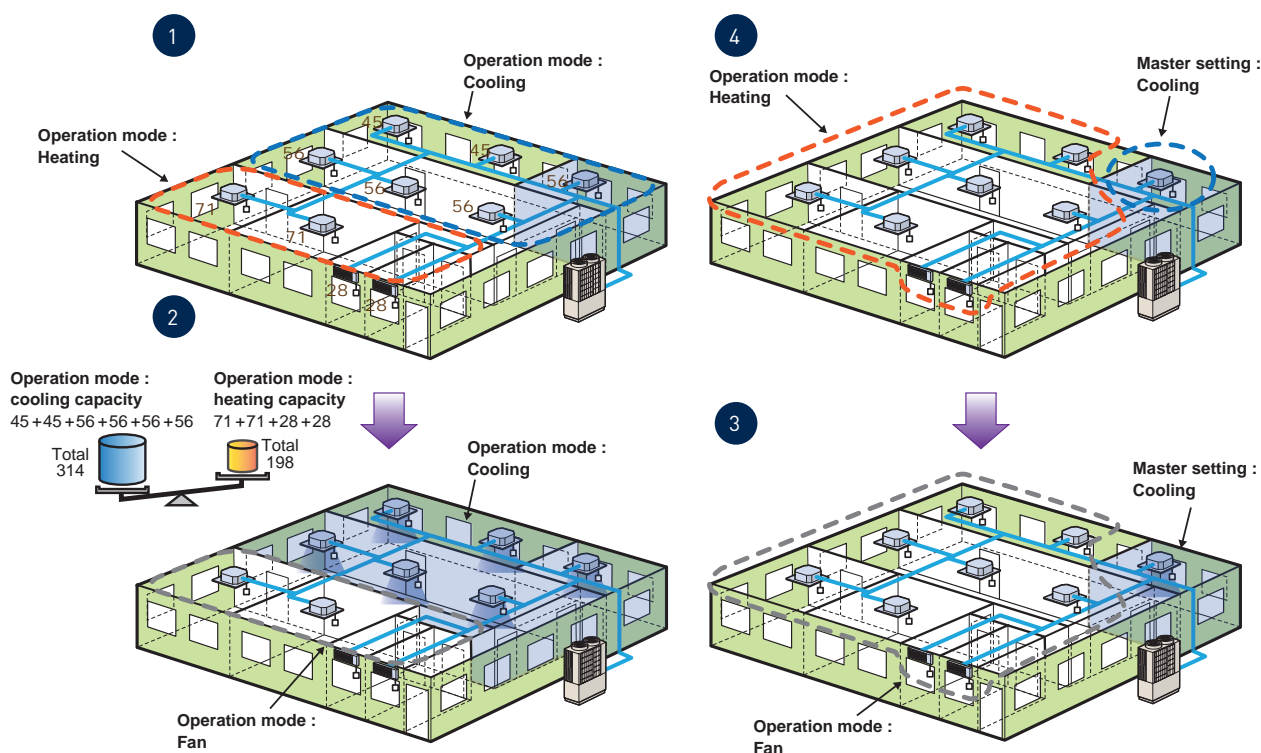 1
Operation mode :
Cooling
Operation mode :
Heating
45
45
56
56
56
56
71
71
28
28
2
Operation mode :
cooling capacity
45+45+56+56+56+56
Total
314
Operation mode :
heating capacity
71+71+28+28
Total
198
Operation mode :
Cooling
Operation mode :
Fan
4
Operation mode :
Heating
Master setting :
Cooling
3
Master setting :
Cooling
Operation mode :
Fan